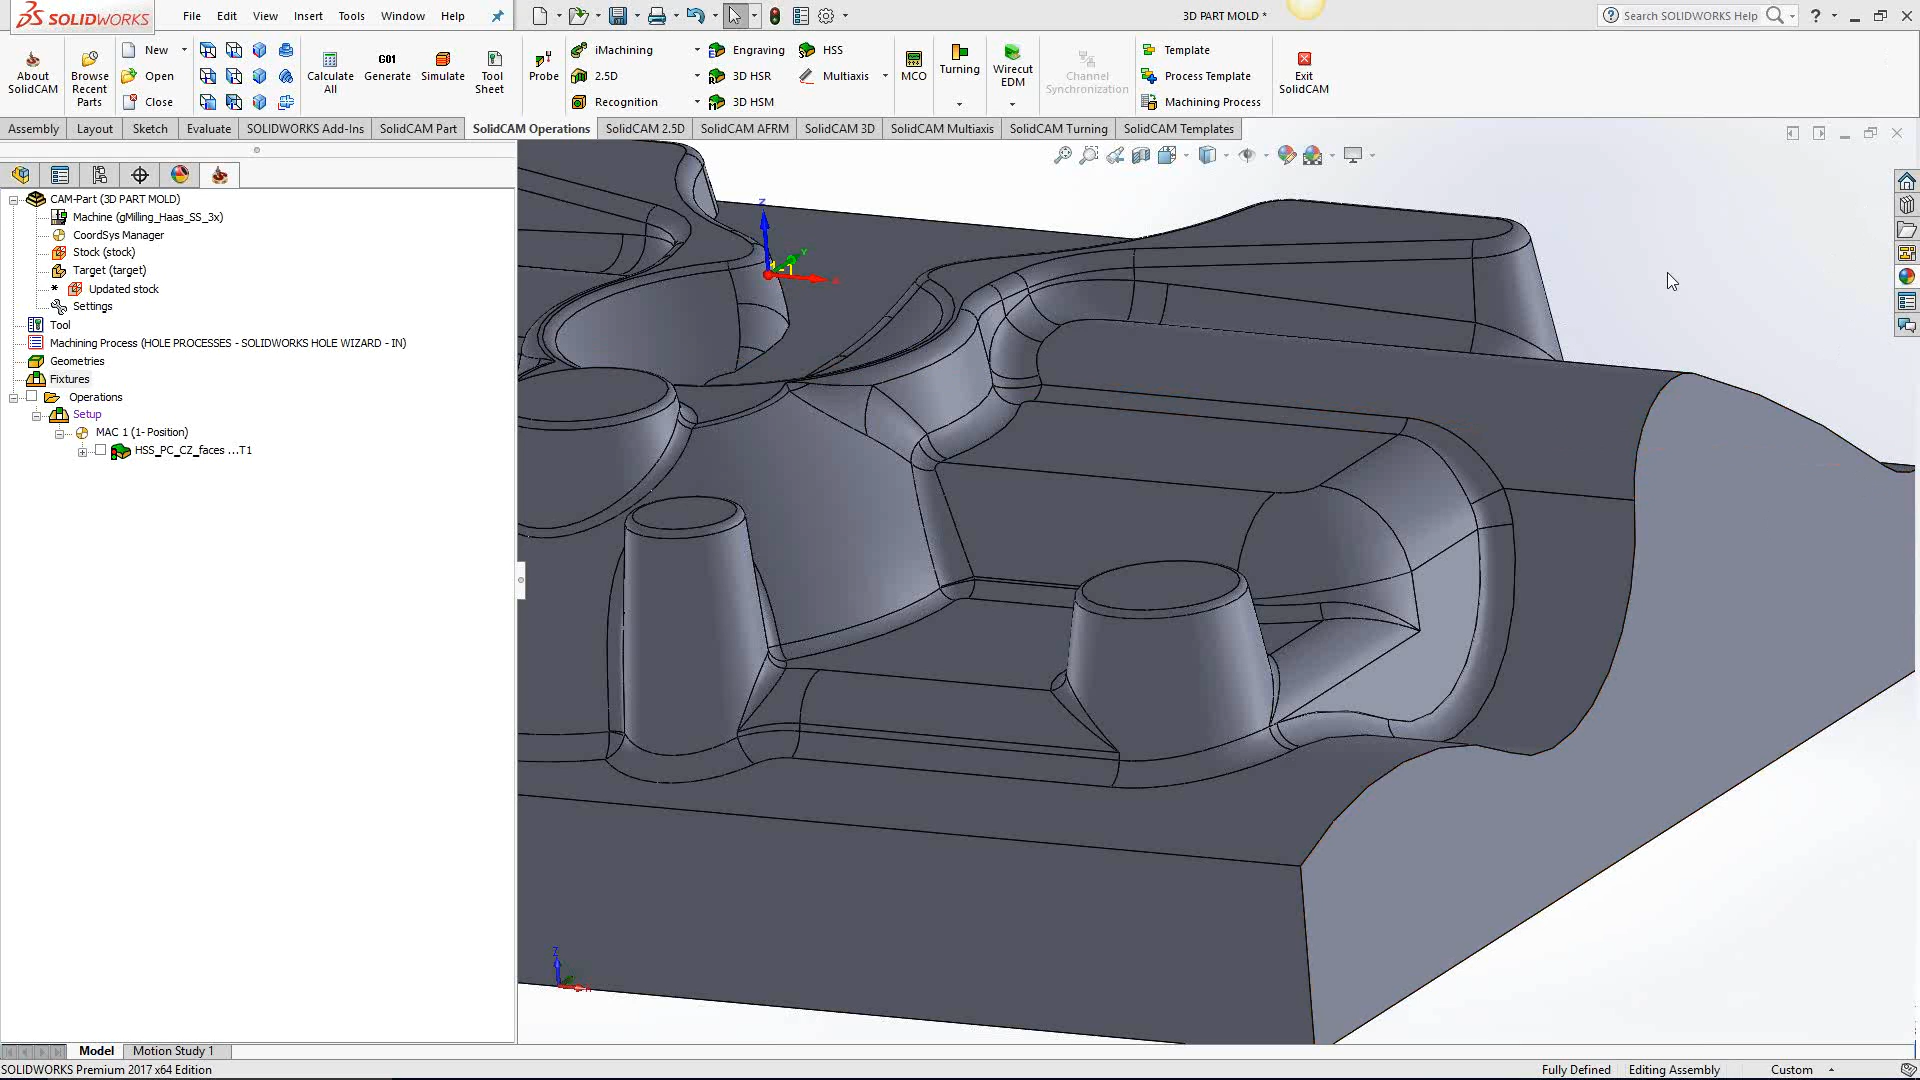 SOLIDWORKS
File Edit View Insert Tools Window Help
3D PART MOLD *
Search SOLIDWORKS Help
?
About SolidCAM
Browse Recent Parts
New
Open
Close
Calculate All
G01
Generate
Simulate
Tool Sheet
Probe
iMachining
2.5D
Recognition
Engraving
3D HSR
3D HSM
HSS
Multiaxis
MCO
Turning
Wirecut EDM
Channel Synchronization
Template
Process Template
Machining Process
Exit SolidCAM
Assembly Layout Sketch Evaluate SOLIDWORKS Add-Ins SolidCAM Part SolidCAM Operations SolidCAM 2.5D SolidCAM AFRM SolidCAM 3D SolidCAM Multiaxis SolidCAM Turning SolidCAM Templates
CAM-Part (3D PART MOLD)
Machine (gMilling_Haas_SS_3x)
CoordSys Manager
Stock (stock)
Target (target)
* Updated stock
Settings
Tool
Machining Process (HOLE PROCESSES - SOLIDWORKS HOLE WIZARD - IN)
Geometries
Fixtures
Operations
Setup
MAC 1 (1- Position)
HSS_PC_CZ_faces ...T1
Z
Y
Z
Model Motion Study 1
SOLIDWORKS Premium 2017 x64 Edition
Fully Defined Editing Assembly Custom